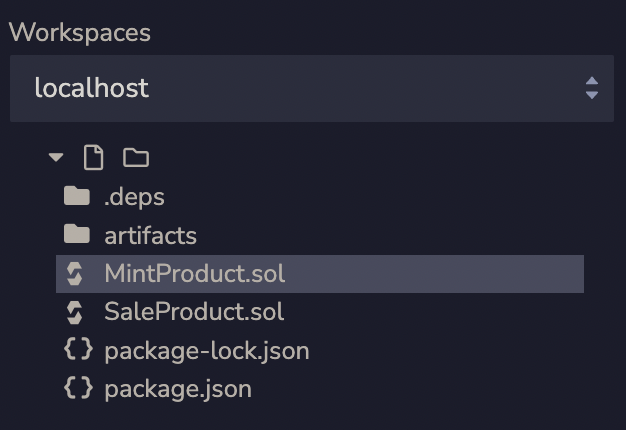 Workspaces
localhost
.deps
artifacts
MintProduct.sol
SaleProduct.sol
package-lock.json
package.json